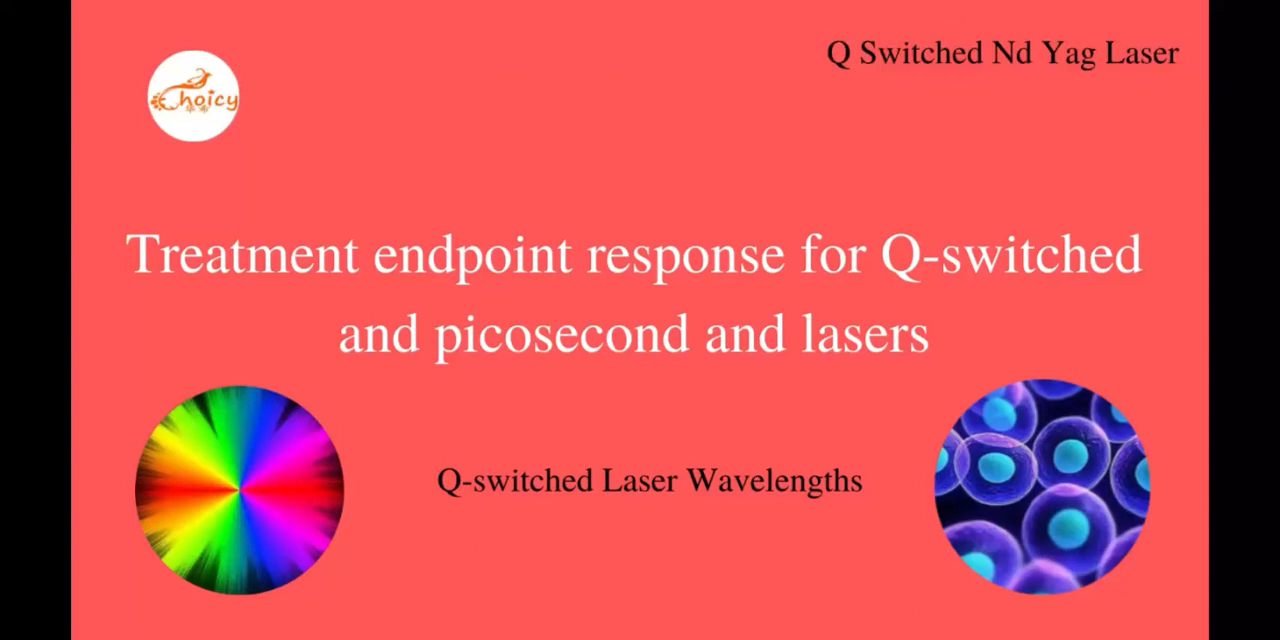 Q Switched Nd Yag Laser
Choicy
Treatment endpoint response for Q-switched
and picosecond and lasers
Q-switched Laser Wavelengths